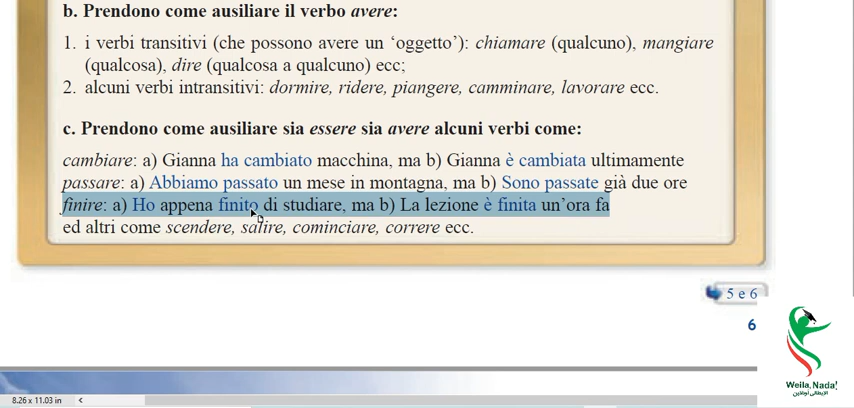 b. Prendono come ausiliare il verbo avere:
1. i verbi transitivi (che possono avere un ‘oggetto’): chiamare (qualcuno), mangiare
(qualcosa), dire (qualcosa a qualcuno) ecc;
2. alcuni verbi intransitivi: dormire, ridere, piangere, camminare, lavorare ecc.
c. Prendono come ausiliare sia essere sia avere alcuni verbi come:
cambiare: a) Gianna ha cambiato macchina, ma b) Gianna è cambiata ultimamente
passare: a) Abbiamo passato un mese in montagna, ma b) Sono passate già due ore
finire: a) Ho appena finito di studiare, ma b) La lezione è finita un’ora fa
ed altri come scendere, salire, cominciare, correre ecc.
5 e 6
6
Weila, Nada!
الإيطالي أونلاين
8.26 x 11.03 in